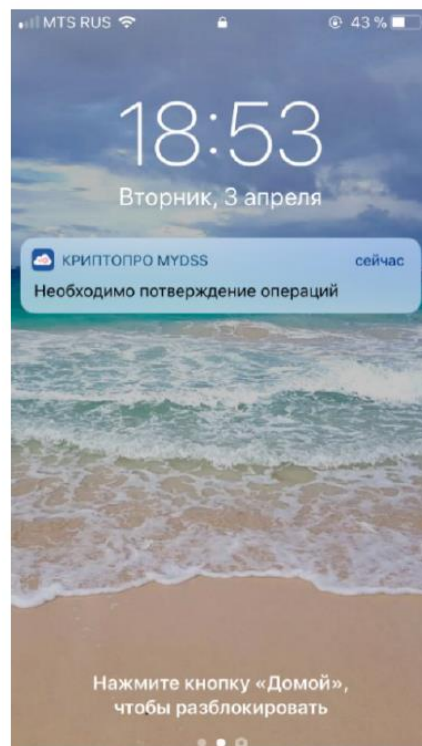 MTS RUS 43 %
18:53
Вторник, 3 апреля
КРИПТОПРО MYDSS сейчас
Необходимо потверждение операций
Нажмите кнопку «Домой»,
чтобы разблокировать